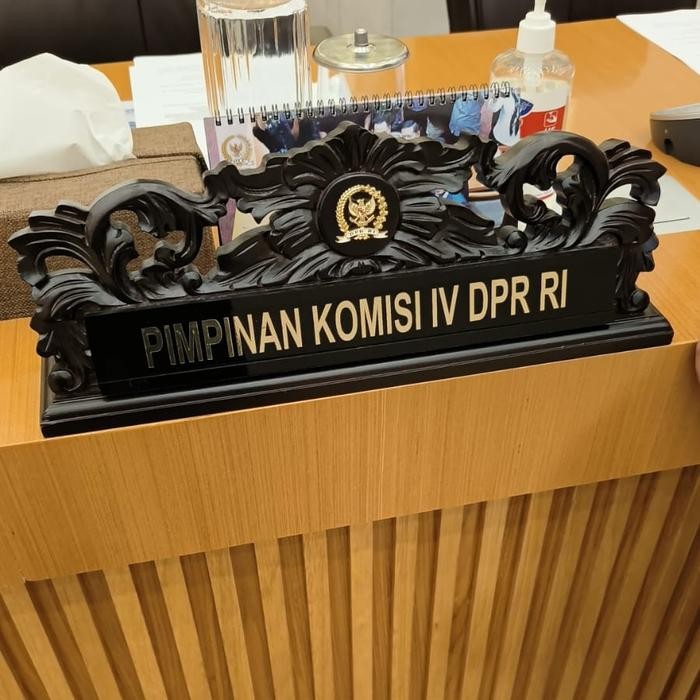 PIMPINAN KOMISI IV DPR RI